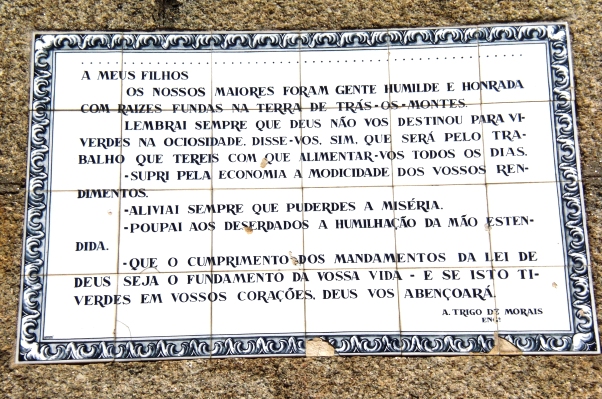 ................................................................
A MEUS FILHOS
OS NOSSOS MAIORES FORAM GENTE HUMILDE E HONRADA
COM RAIZES FUNDAS NA TERRA DE TRÁS-OS-MONTES.
LEMBRAI SEMPRE QUE DEUS NÃO VOS DESTINOU PARA VI-
VERDES NA OCIOSIDADE. DISSE-VOS, SIM, QUE SERÁ PELO TRA-
BALHO QUE TEREIS COM QUE ALIMENTAR-VOS TODOS OS DIAS.
-SUPRI PELA ECONOMIA A MODICIDADE DOS VOSSOS REN-
DIMENTOS.
-ALIVIAI SEMPRE QUE PUDERDES A MISÉRIA.
-POUPAI AOS DESERDADOS A HUMILHAÇÃO DA MÃO ESTEN-
DIDA.
-QUE O CUMPRIMENTO DOS MANDAMENTOS DA LEI DE
DEUS SEJA O FUNDAMENTO DA VOSSA VIDA - E SE ISTO TI-
VERDES EM VOSSOS CORAÇÕES, DEUS VOS ABENÇOARÁ.
A. TRIGO DE MORAIS
ENGº